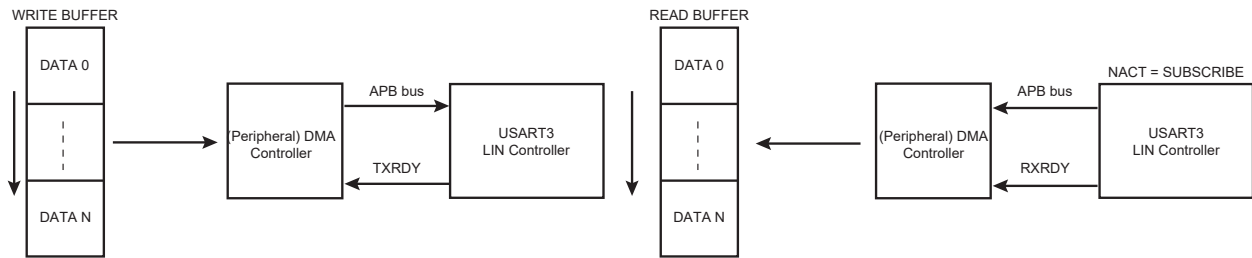 WRITE BUFFER
DATA 0
DATA N
(Peripheral) DMA
Controller
APB bus
TXRDY
USART3
LIN Controller
READ BUFFER
DATA 0
DATA N
(Peripheral) DMA
Controller
APB bus
RXRDY
NACT = SUBSCRIBE
USART3
LIN Controller